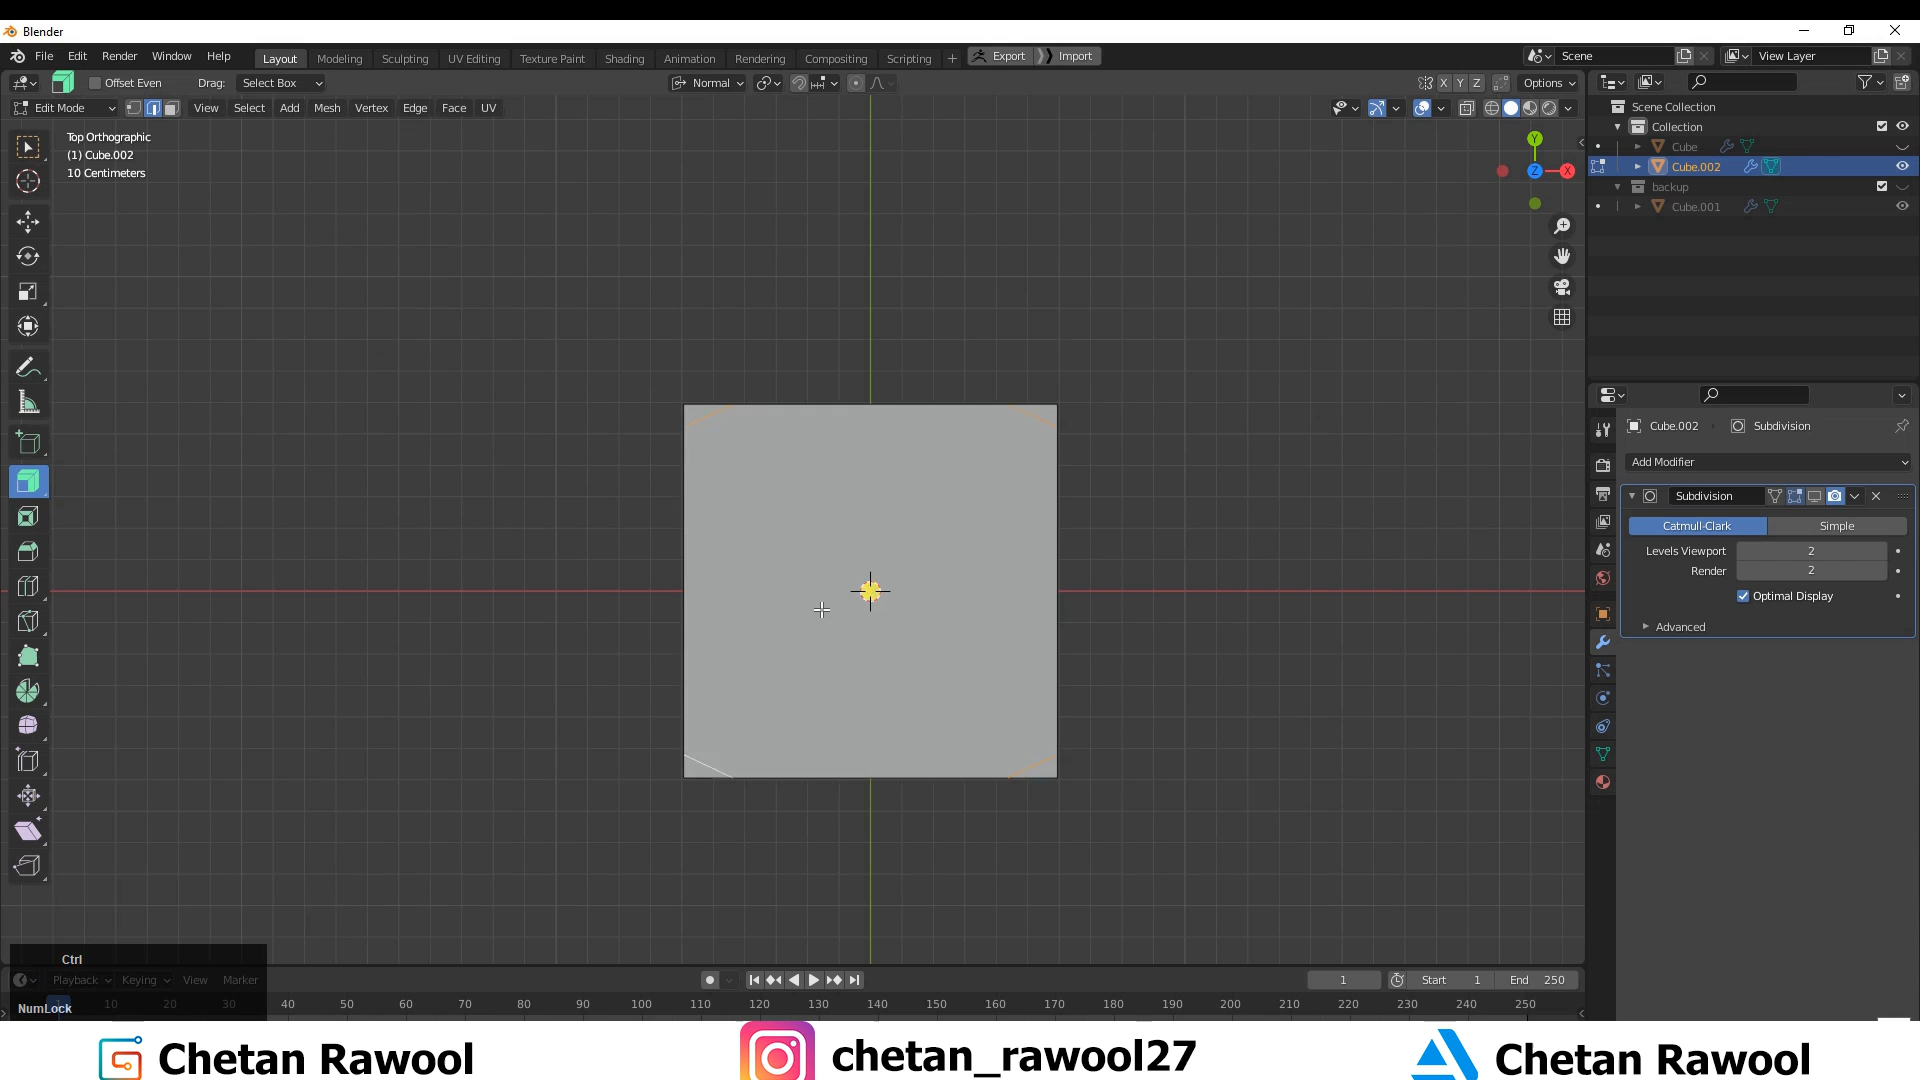 Blender
File Edit Render Window Help Layout Modeling Sculpting UV Editing Texture Paint Shading Animation Rendering Compositing Scripting + Export Import Scene View Layer
Offset Even Drag: Select Box Normal X Y Z Options
Edit Mode View Select Add Mesh Vertex Edge Face UV
Top Orthographic
(1) Cube.002
10 Centimeters
Y
Z X
Scene Collection
Collection
Cube
Cube.002
backup
Cube.001
Cube.002 Subdivision
Add Modifier
Subdivision
Catmull-Clark Simple
Levels Viewport 2
Render 2
Optimal Display
Advanced
Ctrl
Playback Keying View Marker 1 Start 1 End 250
1 10 20 30 40 50 60 70 80 90 100 110 120 130 140 150 160 170 180 190 200 210 220 230 240 250
NumLock
Chetan Rawool chetan_rawool27 Chetan Rawool